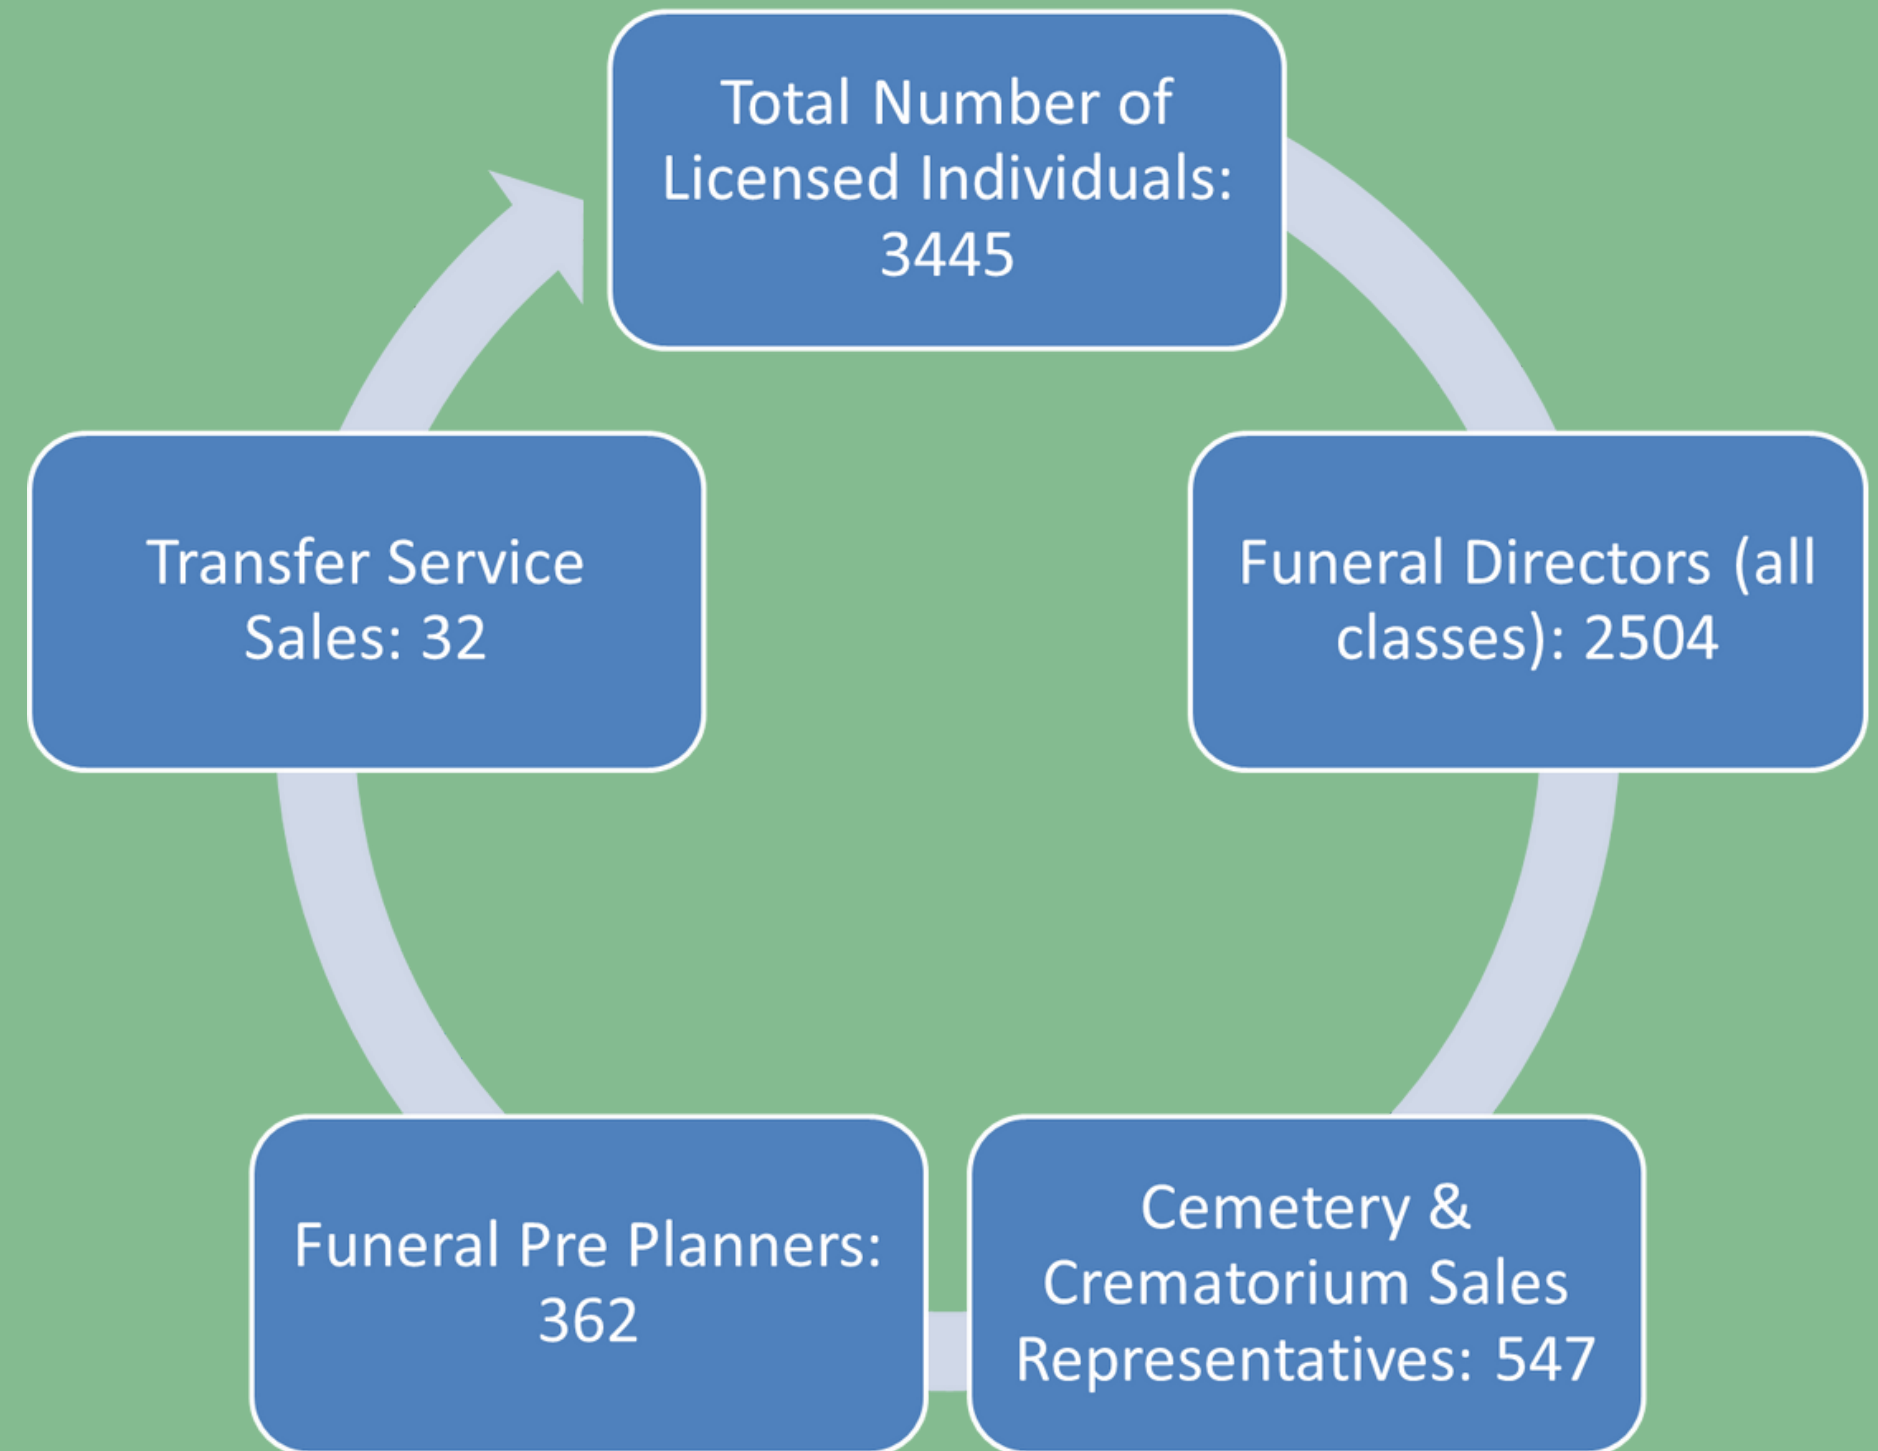 Total Number of
Licensed Individuals:
3445
Funeral Directors (all
classes): 2504
Cemetery &
Crematorium Sales
Representatives: 547
Funeral Pre Planners:
362
Transfer Service
Sales: 32